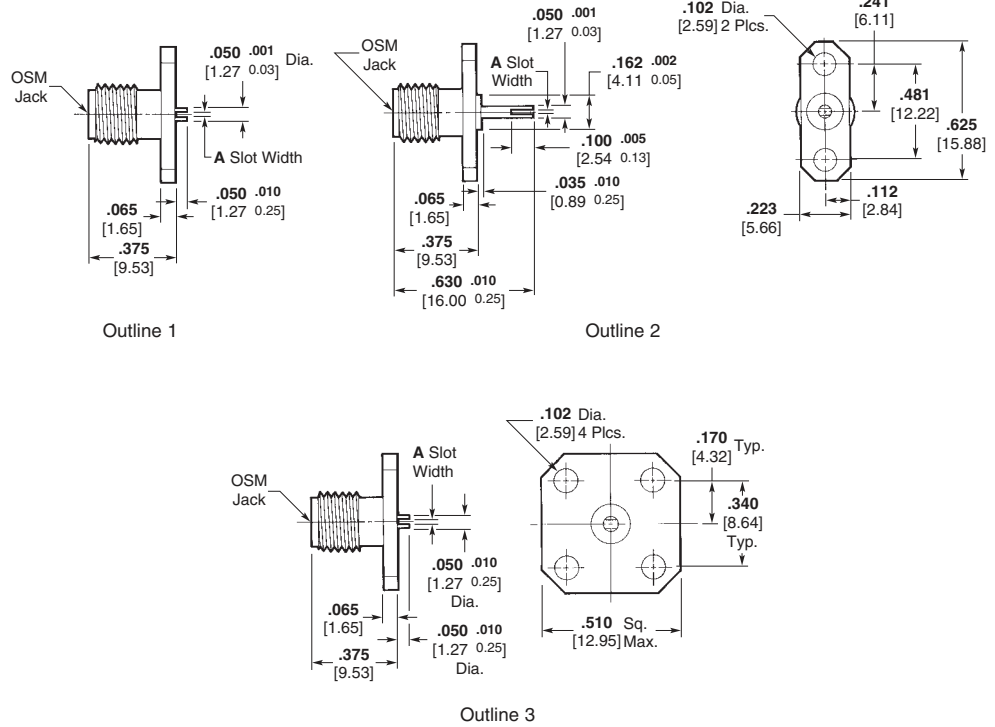 .050 .001 Dia.
[1.27 0.03]
OSM
Jack
A Slot Width
.050 .010
[1.27 0.25]
.065
[1.65]
.375
[9.53]
Outline 1
OSM
Jack
.050 .001
[1.27 0.03]
A Slot
Width
.162 .002
[4.11 0.05]
.100 .005
[2.54 0.13]
.035 .010
[0.89 0.25]
.065
[1.65]
.375
[9.53]
.630 .010
[16.00 0.25]
.102 Dia.
[2.59] 2 Plcs.
.241
[6.11]
.481
[12.22]
.625
[15.88]
.112
[2.84]
.223
[5.66]
Outline 2
OSM
Jack
A Slot
Width
.050 .010
[1.27 0.25]
Dia.
.065
[1.65]
.050 .010
[1.27 0.25]
Dia.
.375
[9.53]
.102 Dia.
[2.59] 4 Plcs.
.170 Typ.
[4.32]
.340
[8.64]
Typ.
.510 Sq.
[12.95] Max.
Outline 3